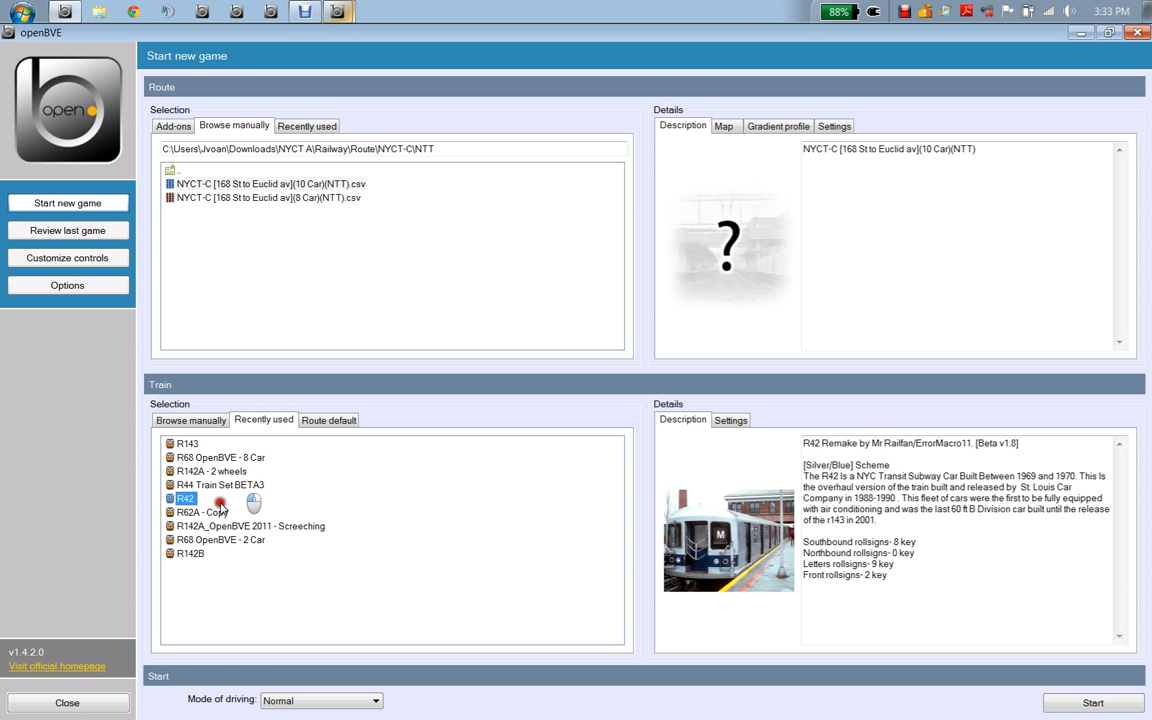 88%
3:33 PM
openBVE
Start new game
open
Start new game
Review last game
Customize controls
Options
v1.4.2.0
Visit official homepage
Close
Route
Selection
Add-ons
Browse manually
Recently used
C:\Users\Jvoan\Downloads\NYCT A\Railway\Route\NYCT-C\NTT
..
NYCT-C [168 St to Euclid av](10 Car)(NTT).csv
NYCT-C [168 St to Euclid av](8 Car)(NTT).csv
Details
Description
Map
Gradient profile
Settings
?
NYCT-C [168 St to Euclid av](10 Car)(NTT)
Train
Selection
Browse manually
Recently used
Route default
R143
R68 OpenBVE - 8 Car
R142A - 2 wheels
R44 Train Set BETA3
R42
R62A - Copy
R142A_OpenBVE 2011 - Screeching
R68 OpenBVE - 2 Car
R142B
Details
Description
Settings
M
R42 Remake by Mr Railfan/ErrorMacro11. [Beta v1.8]
[Silver/Blue] Scheme
The R42 Is a NYC Transit Subway Car Built Between 1969 and 1970. This Is
the overhaul version of the train built and released by  St. Louis Car
Company in 1988-1990 . This fleet of cars were the first to be fully equipped
with air conditioning and was the last 60 ft B Division car built until the release
of the r143 in 2001.
Southbound rollsigns- 8 key
Northbound rollsigns- 0 key
Letters rollsigns- 9 key
Front rollsigns- 2 key
Start
Mode of driving:
Normal
Start